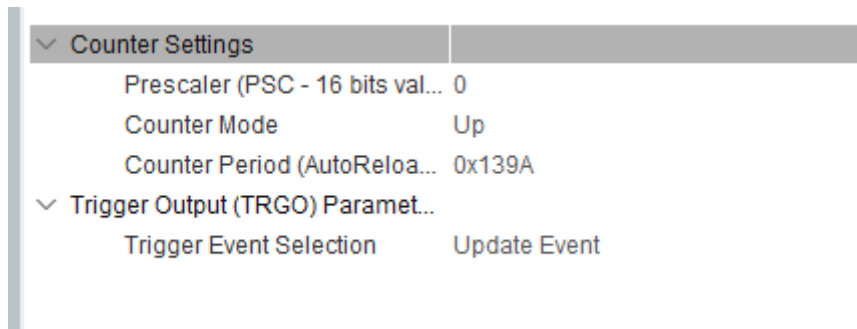 Counter Settings
Prescaler (PSC - 16 bits val... 0
Counter Mode Up
Counter Period (AutoReloa... 0x139A
Trigger Output (TRGO) Paramet...
Trigger Event Selection Update Event